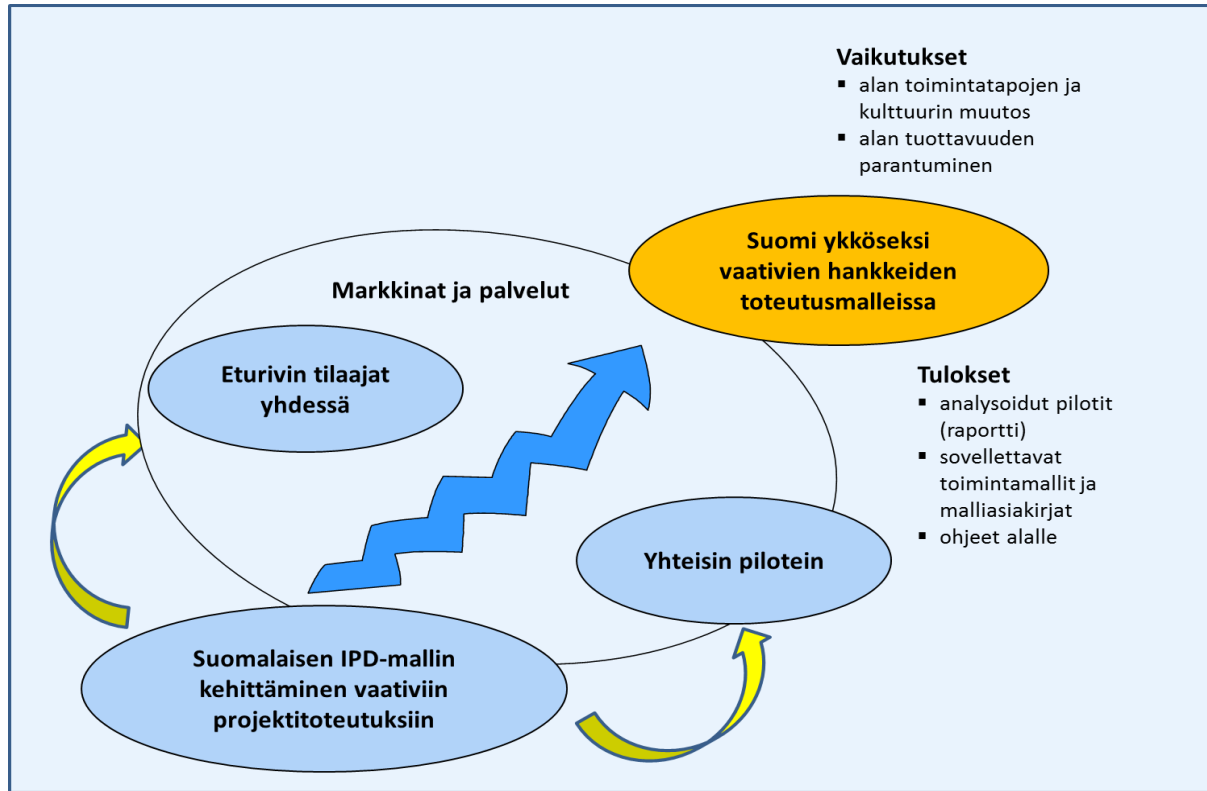 Vaikutukset
▪ alan toimintatapojen ja
kulttuurin muutos
▪ alan tuottavuuden
parantuminen
Suomi ykköseksi
vaativien hankkeiden
toteutusmalleissa
Markkinat ja palvelut
Eturivin tilaajat
yhdessä
Tulokset
▪ analysoidut pilotit
(raportti)
▪ sovellettavat
toimintamallit ja
malliasiakirjat
▪ ohjeet alalle
Yhteisin pilotein
Suomalaisen IPD-mallin
kehittäminen vaativiin
projektitoteutuksiin